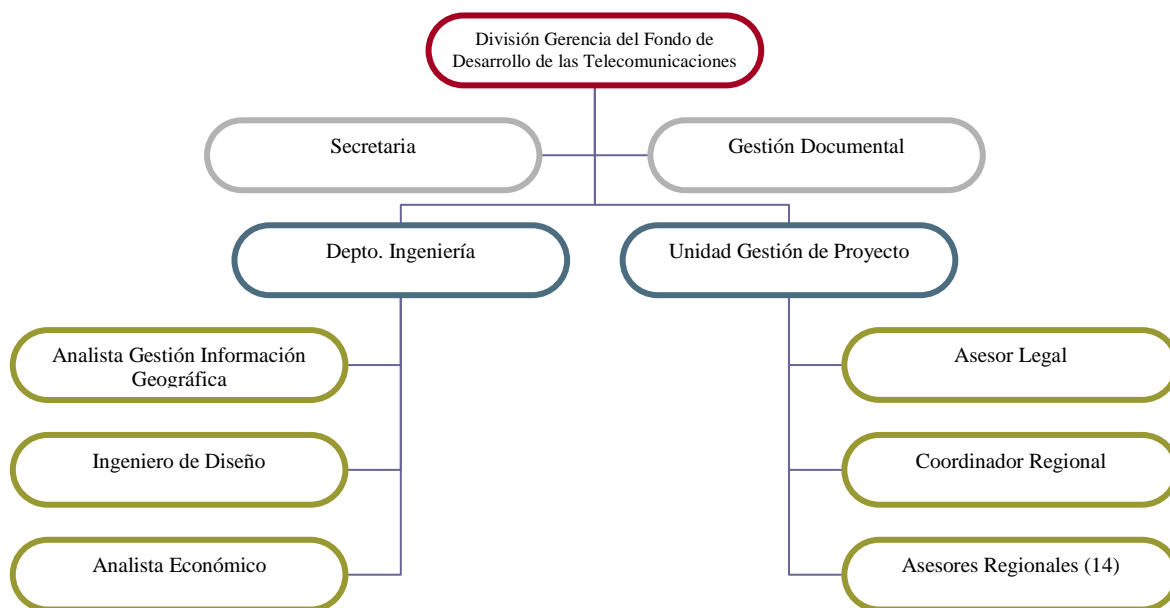 División Gerencia del Fondo de
Desarrollo de las Telecomunicaciones
Secretaria
Gestión Documental
Depto. Ingeniería
Unidad Gestión de Proyecto
Analista Gestión Información
Geográfica
Asesor Legal
Ingeniero de Diseño
Coordinador Regional
Analista Económico
Asesores Regionales (14)